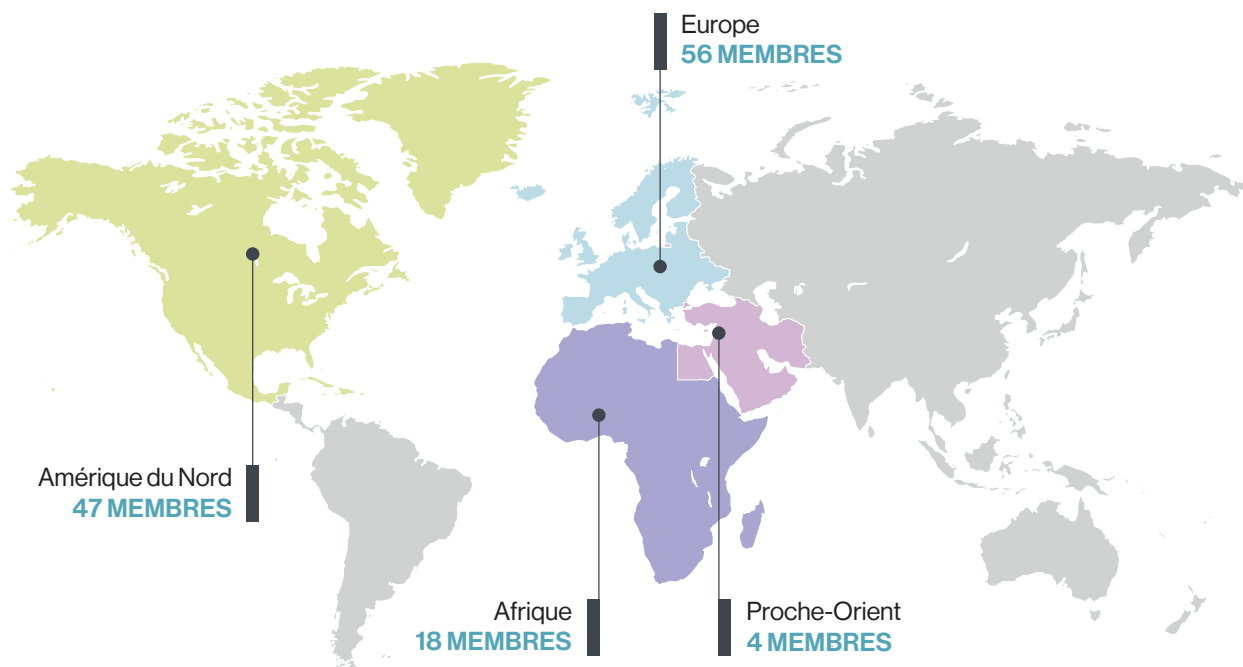 Europe
56 MEMBRES
Amérique du Nord
47 MEMBRES
Afrique
18 MEMBRES
Proche-Orient
4 MEMBRES